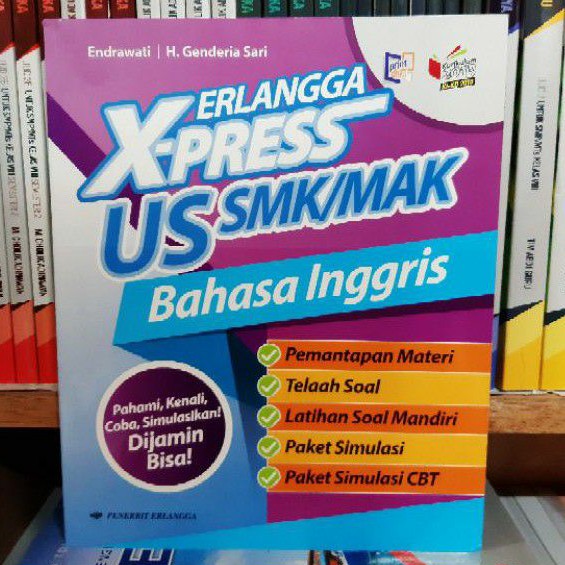 Endrawati | H. Genderia Sari
ERLANGGA
X-PRESS
US SMK/MAK
Bahasa Inggris
Pemantapan Materi
Telaah Soal
Latihan Soal Mandiri
Paket Simulasi
Paket Simulasi CBT
Pahami, Kenali,
Coba, Simulasikan!
Dijamin
Bisa!
PENERBIT ERLANGGA